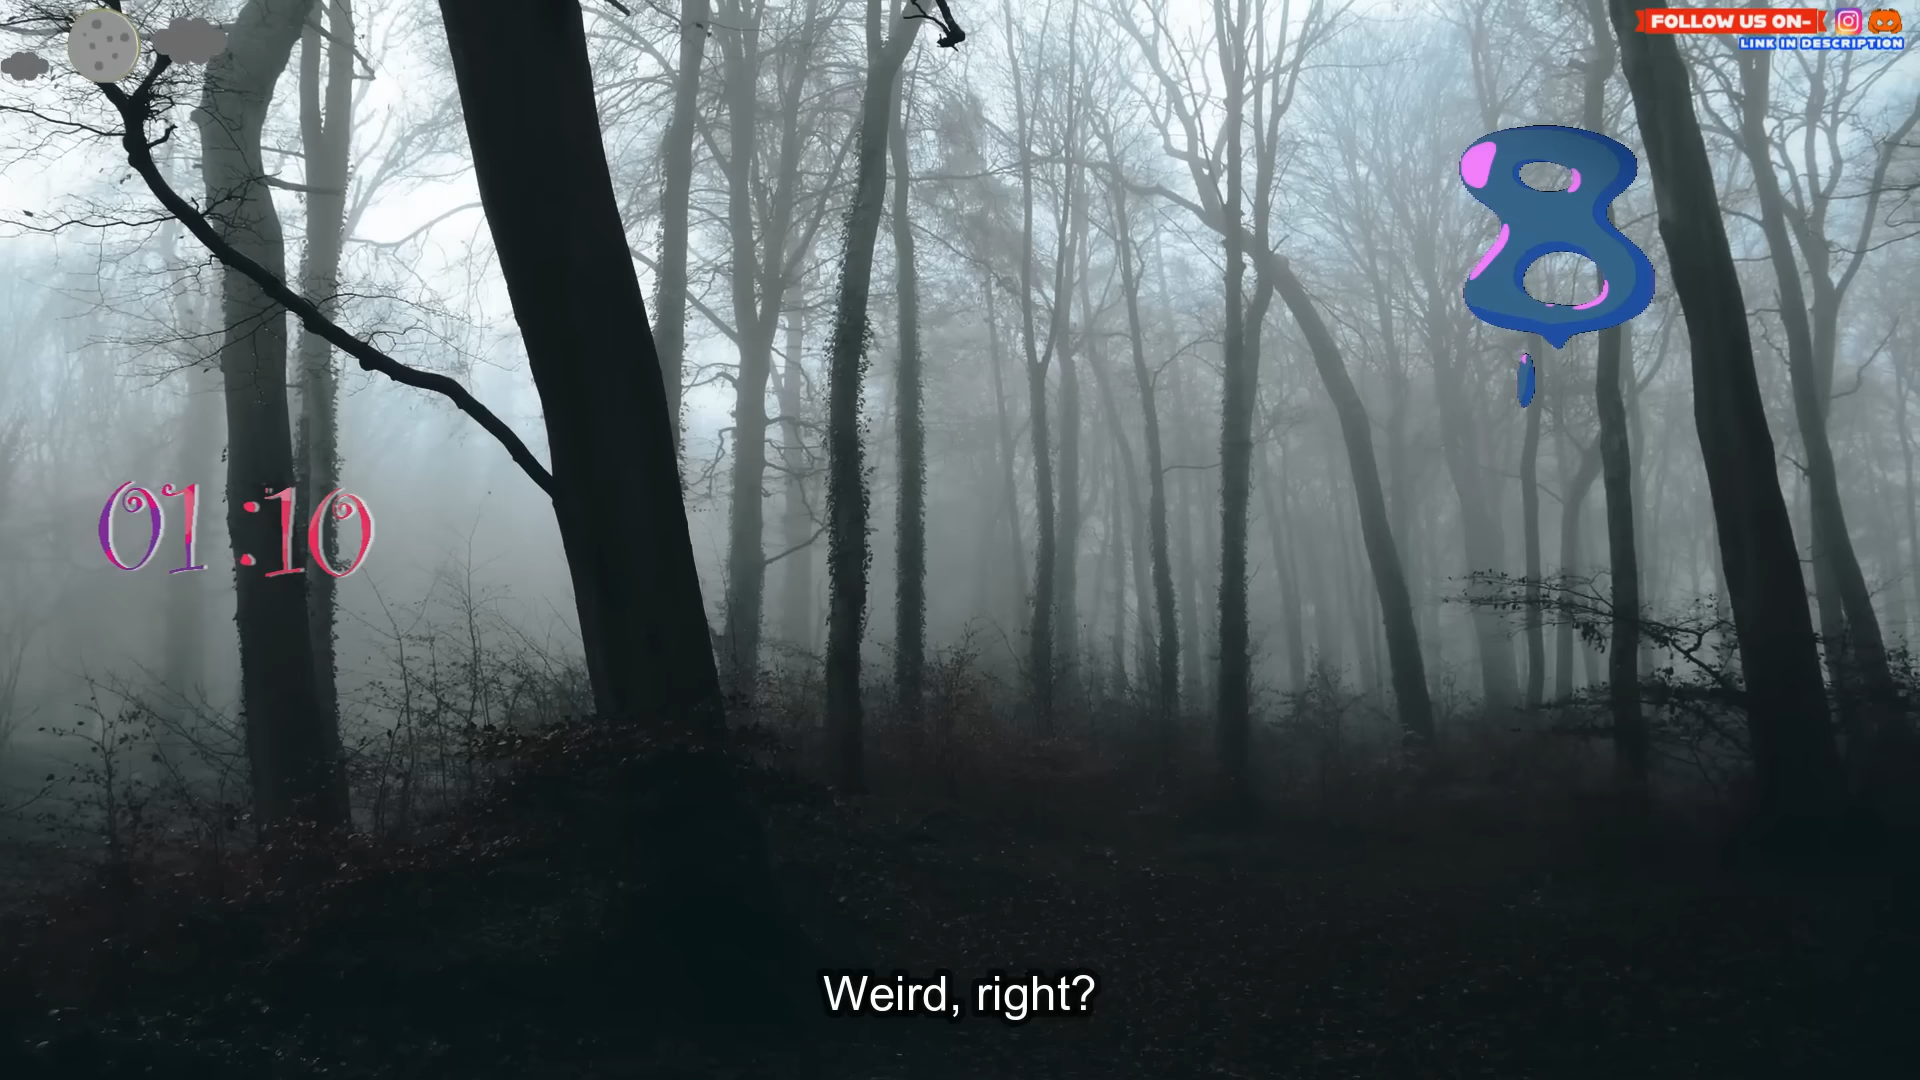 FOLLOW US ON-
LINK IN DESCRIPTION
8
01:10
Weird, right?